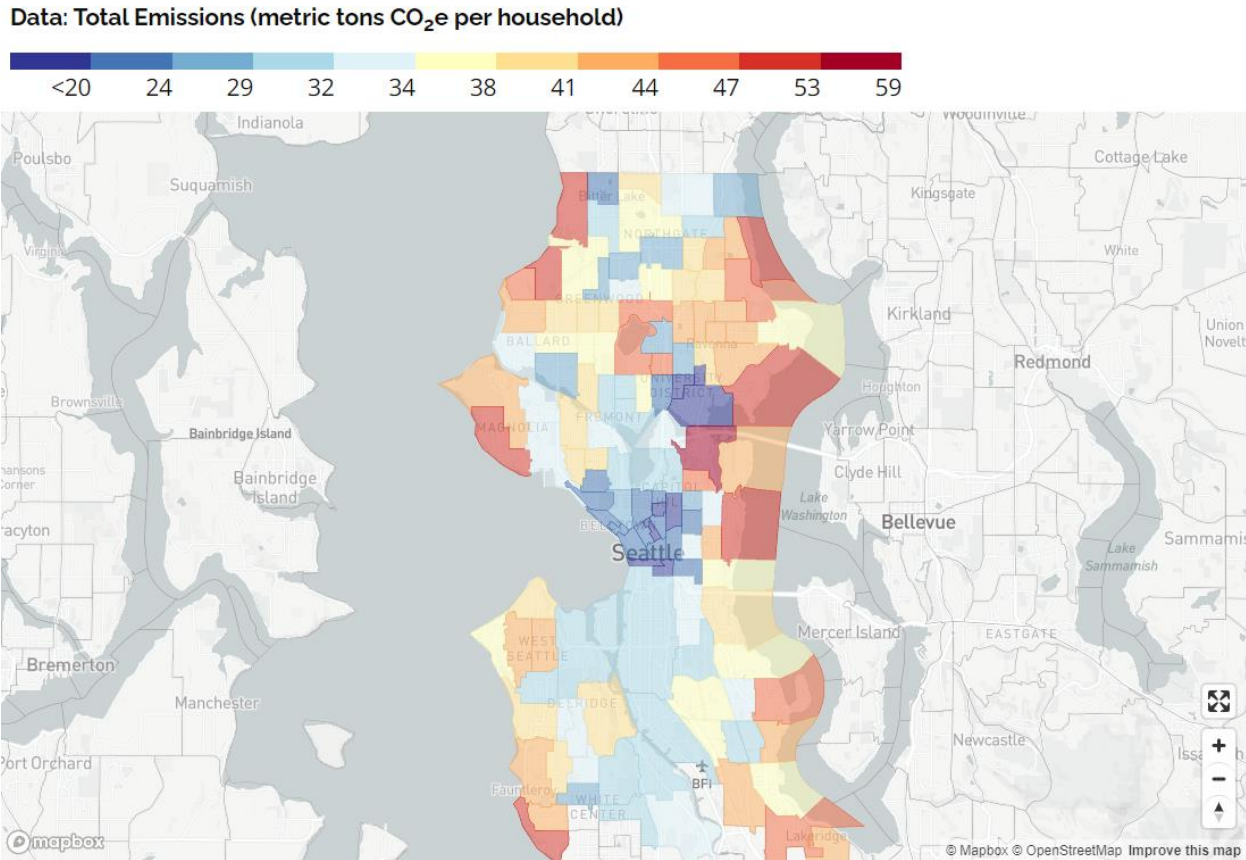 Data: Total Emissions (metric tons CO2e per household)
<20 24 29 32 34 38 41 44 47 53 59
Indianola
Woodinville
Poulsbo
Cottage Lake
Suquamish
Bitter Lake
Kingsgate
NORTHGATE
White
GREENWOOD
Kirkland
Union
BALLARD
Ravenna
Novelt
Redmond
UNIVERSITY
DISTRICT
Houghton
Brownsville
FREMONT
MAGNOLIA
Bainbridge Island
Yarrow Point
Clyde Hill
Bainbridge
Island
CAPITOL
Lake
Washington
Bellevue
BELLTOWN
Seattle
Lake
Sammamish
Sammamis
Mercer Island
EASTGATE
WEST
SEATTLE
Bremerton
Manchester
DELRIDGE
Newcastle
Port Orchard
BFI
Fauntleroy
WHITE
CENTER
Lakeridge
mapbox
© Mapbox © OpenStreetMap Improve this map